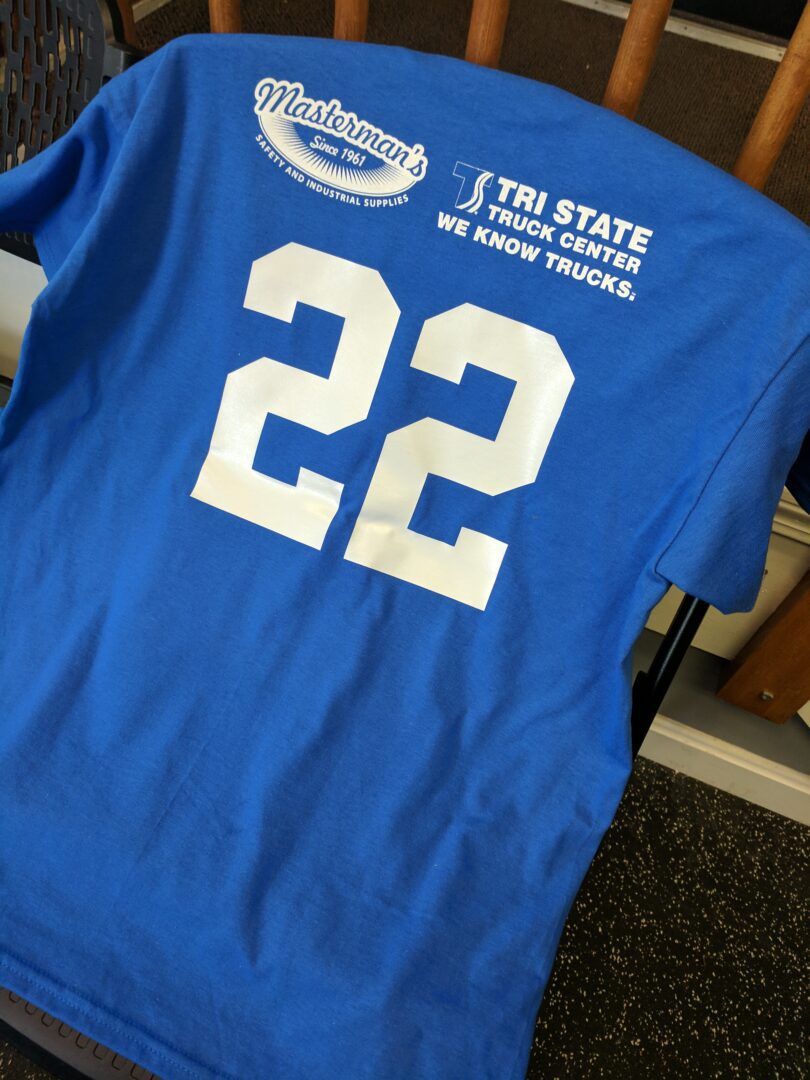 Masterman's
Since 1961
SAFETY AND INDUSTRIAL SUPPLIES
TRI STATE
TRUCK CENTER
WE KNOW TRUCKS.
22